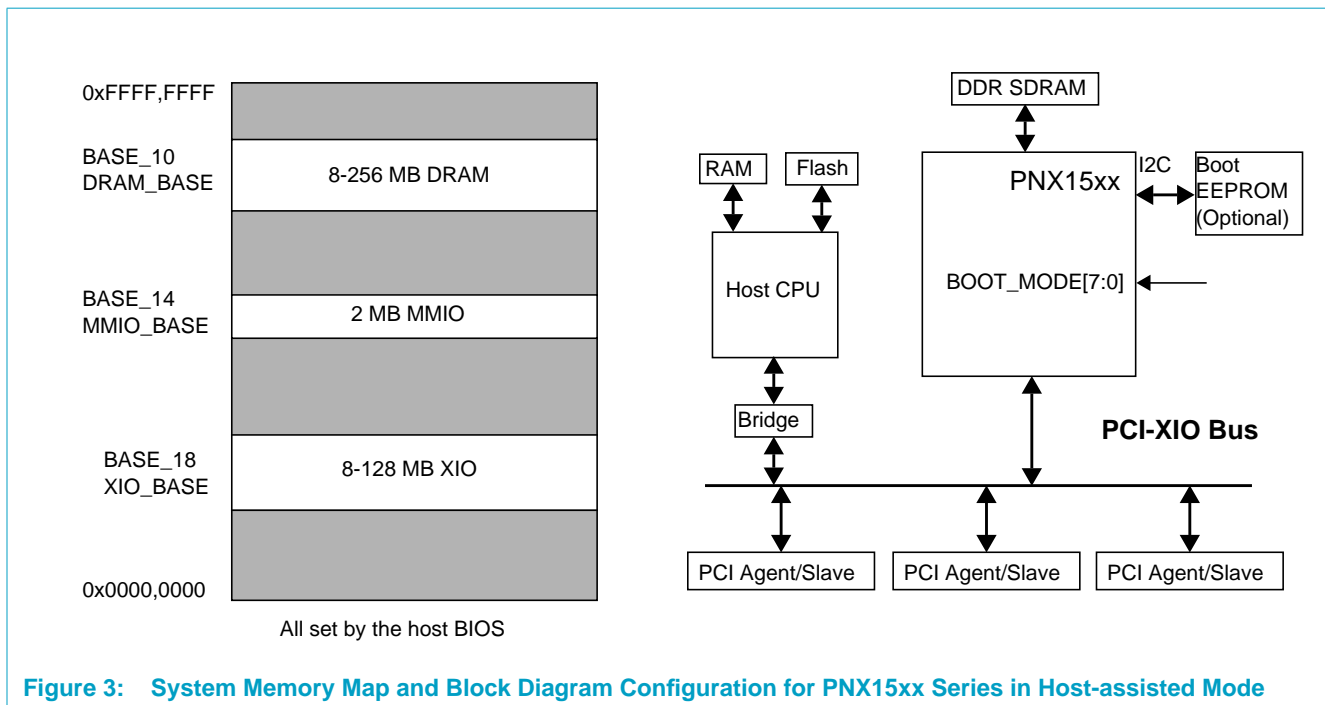 0xFFFF,FFFF
BASE_10
DRAM_BASE
8-256 MB DRAM
BASE_14
MMIO_BASE
2 MB MMIO
BASE_18
XIO_BASE
8-128 MB XIO
0x0000,0000
All set by the host BIOS
DDR SDRAM
RAM
Flash
PNX15xx
I2C
Boot
EEPROM
(Optional)
Host CPU
BOOT_MODE[7:0]
Bridge
PCI-XIO Bus
PCI Agent/Slave
PCI Agent/Slave
PCI Agent/Slave
Figure 3: System Memory Map and Block Diagram Configuration for PNX15xx Series in Host-assisted Mode